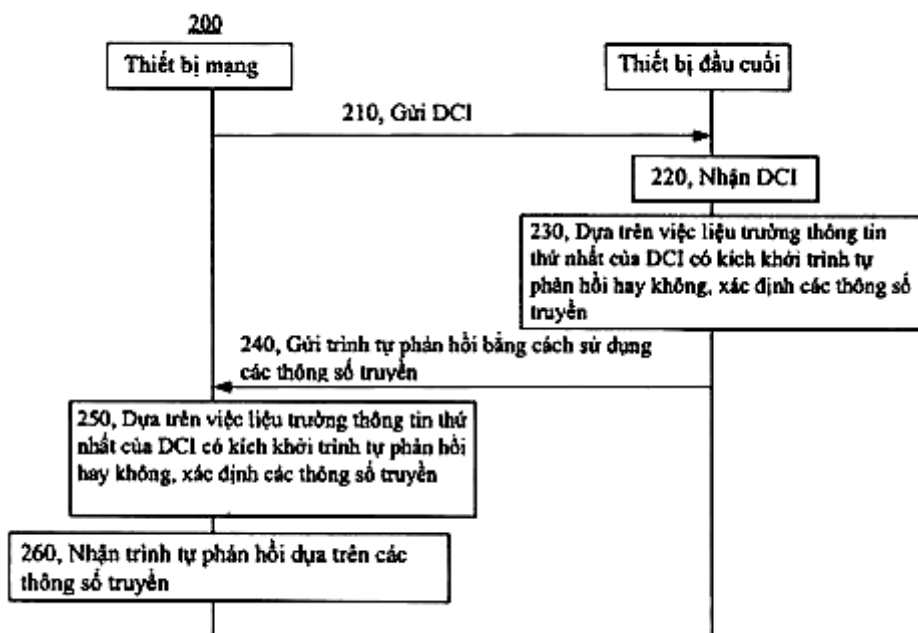 200
Thiết bị mạng
Thiết bị đầu cuối
210, Gửi DCI
220, Nhận DCI
230, Dựa trên việc liệu trường thông tin
thứ nhất của DCI có kích khởi trình tự
phản hồi hay không, xác định các thông số
truyền
240, Gửi trình tự phản hồi bằng cách sử dụng
các thông số truyền
250, Dựa trên việc liệu trường thông tin thứ
nhất của DCI có kích khởi trình tự phản hồi
hay không, xác định các thông số truyền
260, Nhận trình tự phản hồi dựa trên các
thông số truyền